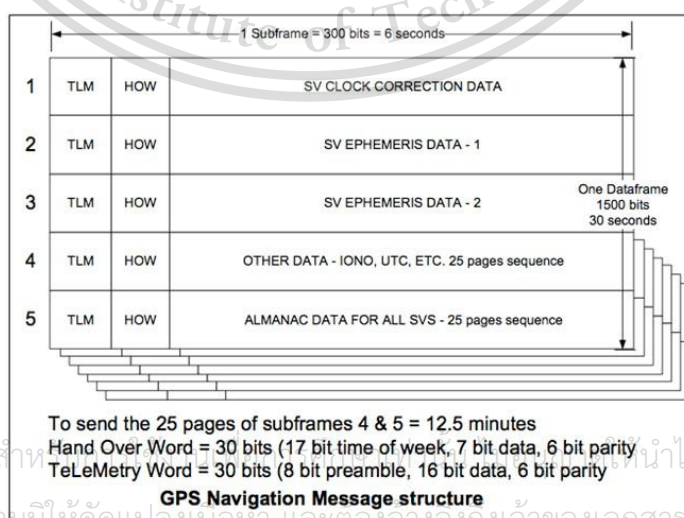 itute of Tech
1 Subframe = 300 bits = 6 seconds
1 TLM HOW SV CLOCK CORRECTION DATA
2 TLM HOW SV EPHEMERIS DATA - 1
3 TLM HOW SV EPHEMERIS DATA - 2
One Dataframe
1500 bits
30 seconds
4 TLM HOW OTHER DATA - IONO, UTC, ETC. 25 pages sequence
5 TLM HOW ALMANAC DATA FOR ALL SVS - 25 pages sequence
To send the 25 pages of subframes 4 & 5 = 12.5 minutes
Hand Over Word = 30 bits (17 bit time of week, 7 bit data, 6 bit parity
TeLeMetry Word = 30 bits (8 bit preamble, 16 bit data, 6 bit parity
GPS Navigation Message structure